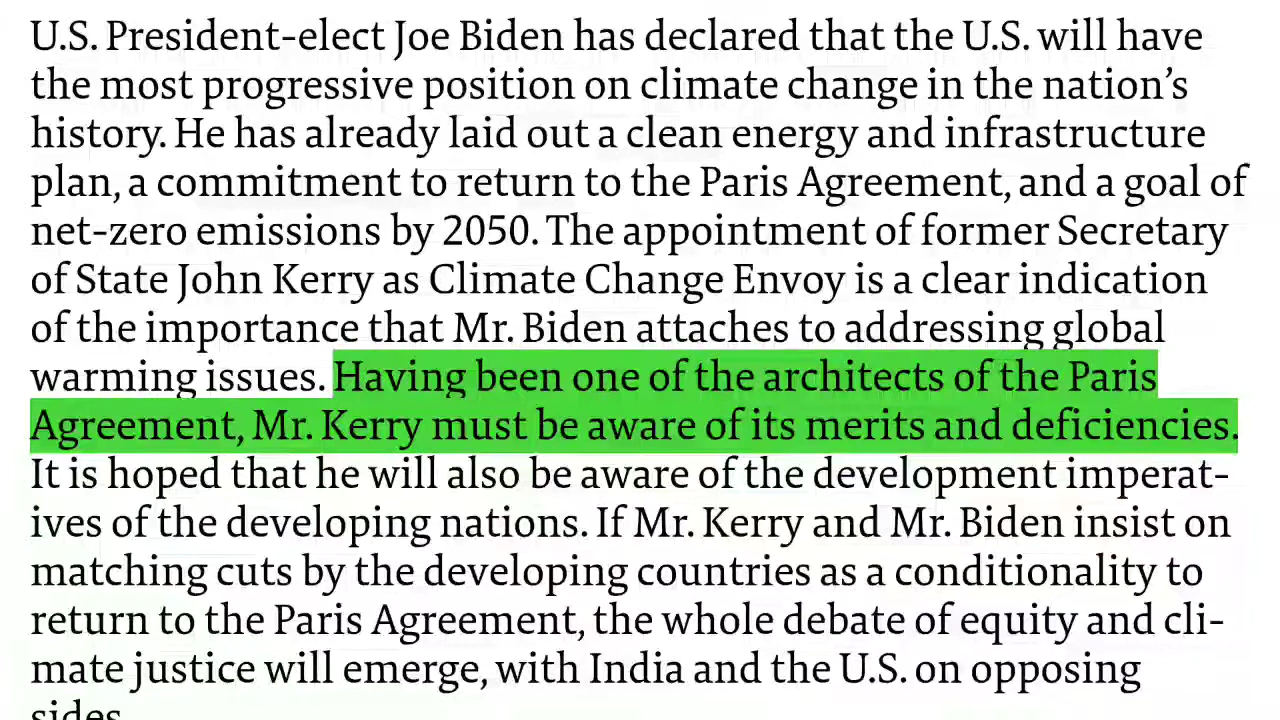 U.S. President-elect Joe Biden has declared that the U.S. will have
the most progressive position on climate change in the nation’s
history. He has already laid out a clean energy and infrastructure
plan, a commitment to return to the Paris Agreement, and a goal of
net-zero emissions by 2050. The appointment of former Secretary
of State John Kerry as Climate Change Envoy is a clear indication
of the importance that Mr. Biden attaches to addressing global
warming issues. Having been one of the architects of the Paris
Agreement, Mr. Kerry must be aware of its merits and deficiencies.
It is hoped that he will also be aware of the development imperat-
ives of the developing nations. If Mr. Kerry and Mr. Biden insist on
matching cuts by the developing countries as a conditionality to
return to the Paris Agreement, the whole debate of equity and cli-
mate justice will emerge, with India and the U.S. on opposing
sides.